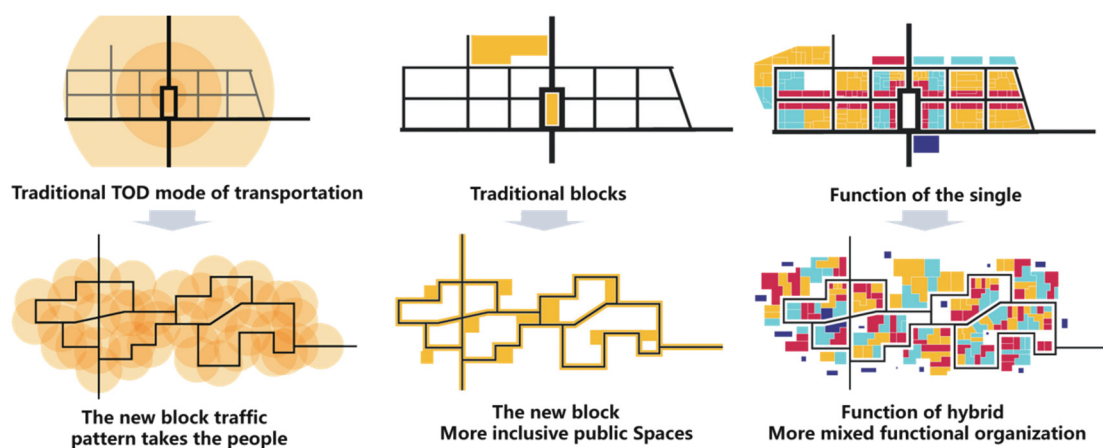 Traditional TOD mode of transportation
Traditional blocks
Function of the single
The new block traffic
pattern takes the people
The new block
More inclusive public Spaces
Function of hybrid
More mixed functional organization